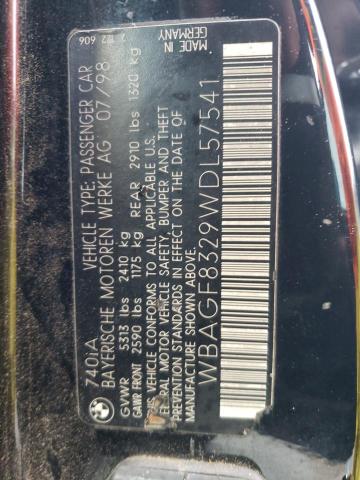 740iA
VEHICLE TYPE: PASSENGER CAR
BAYERISCHE MOTOREN WERKE AG 07/98
GVWR 5313 lbs 2410 kg
GAWR FRONT 2590 lbs 1175 kg REAR 2910 lbs 1320 kg
THIS VEHICLE CONFORMS TO ALL APPLICABLE U.S.
FEDERAL MOTOR VEHICLE SAFETY, BUMPER, AND THEFT
PREVENTION STANDARDS IN EFFECT ON THE DATE OF
MANUFACTURE SHOWN ABOVE.
WBAGF8329WDL57541
MADE IN
GERMANY
606